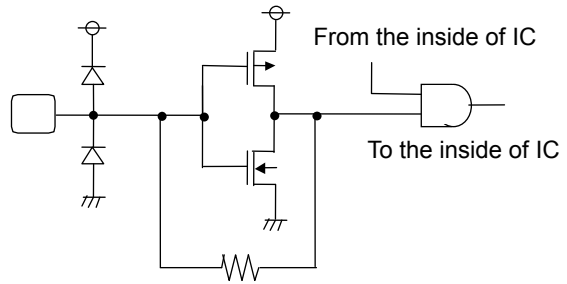 From the inside of IC
To the inside of IC